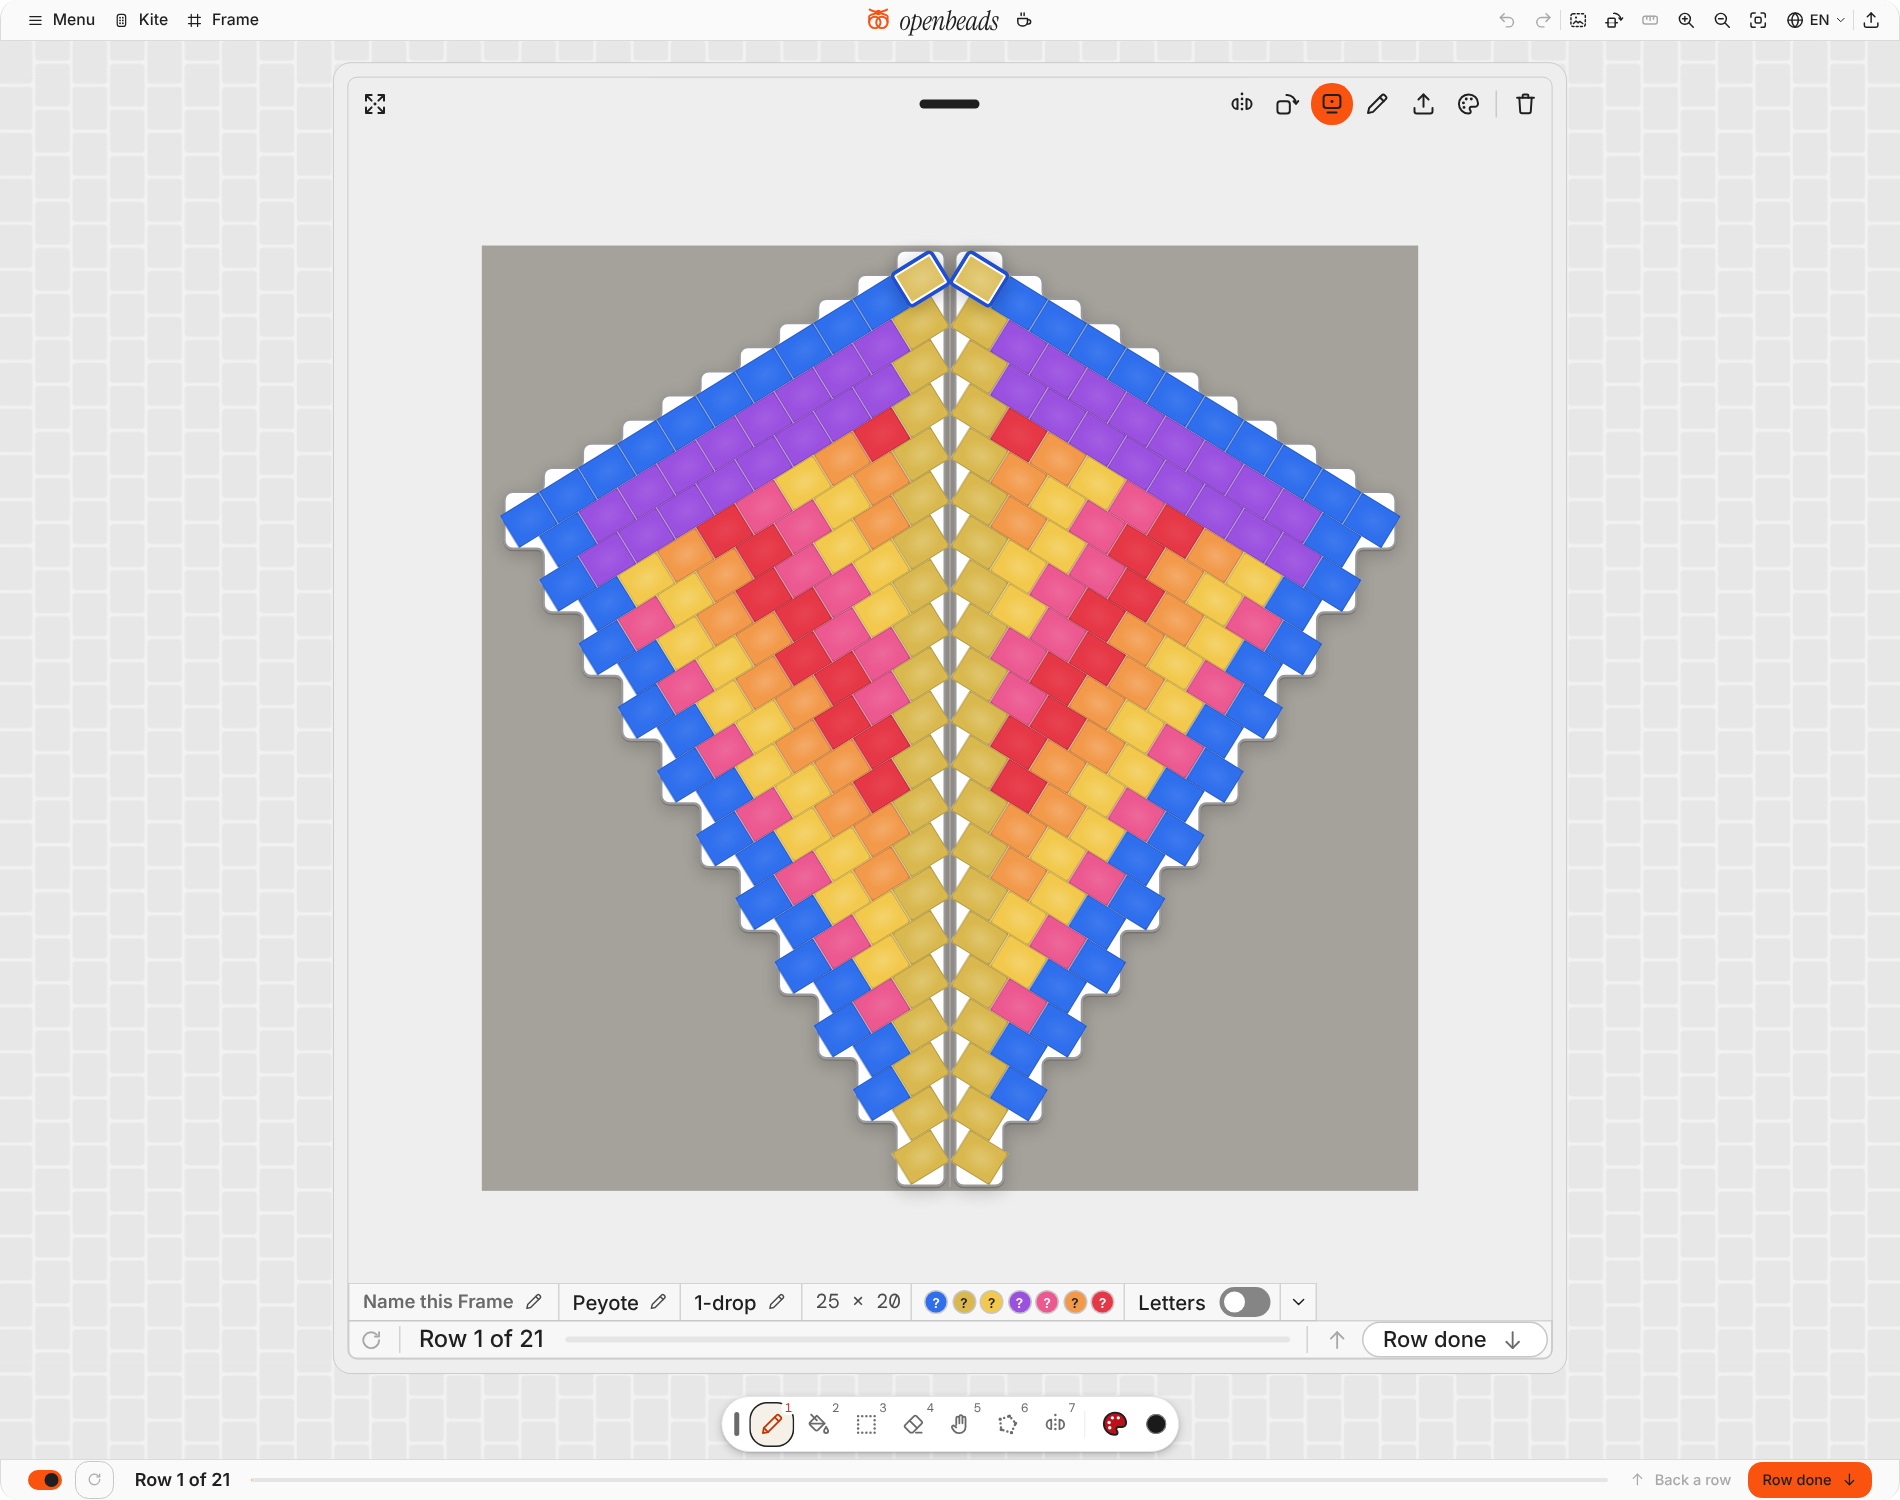 Menu Kite Frame openbeads EN
Name this Frame Peyote 1-drop 25 × 20 ? ? ? ? ? ? ? Letters
Row 1 of 21 Row done
1 2 3 4 5 6 7
Row 1 of 21 Back a row Row done